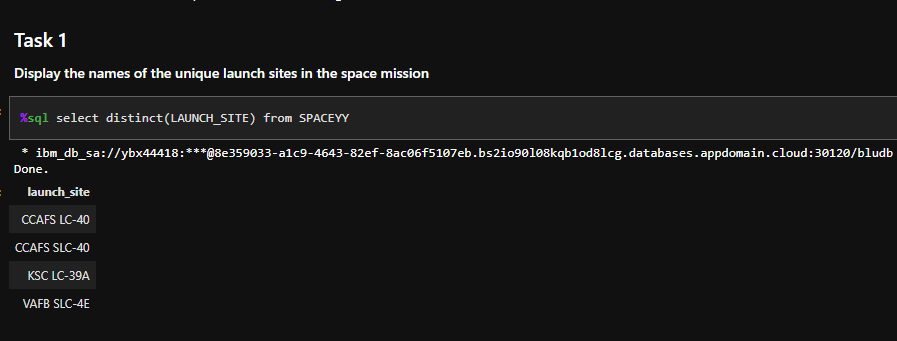 Task 1
Display the names of the unique launch sites in the space mission
%sql select distinct(LAUNCH_SITE) from SPACEYY
* ibm_db_sa://ybx44418:***@8e359033-a1c9-4643-82ef-8ac06f5107eb.bs2io90l08kqb1od8lcg.databases.appdomain.cloud:30120/bludb
Done.
launch_site
CCAFS LC-40
CCAFS SLC-40
KSC LC-39A
VAFB SLC-4E